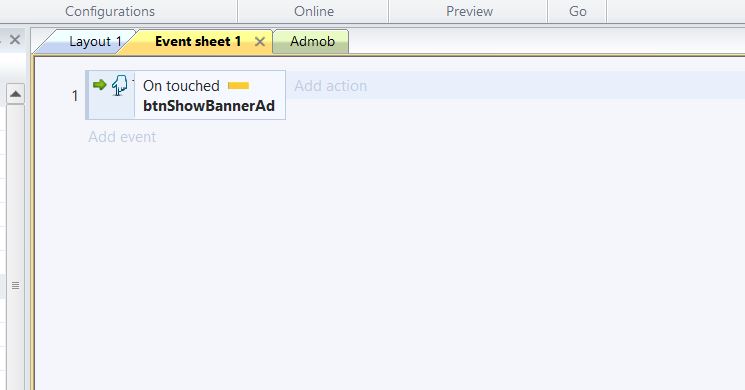 Configurations Online Preview Go
Layout 1 Event sheet 1 Admob
1 On touched Add action
btnShowBannerAd
Add event